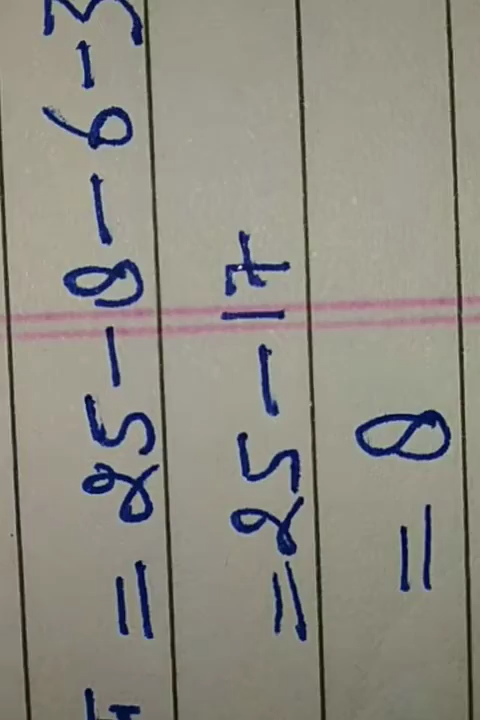 = 25 - 8 - 6 - 3
= 25 - 17
= 8